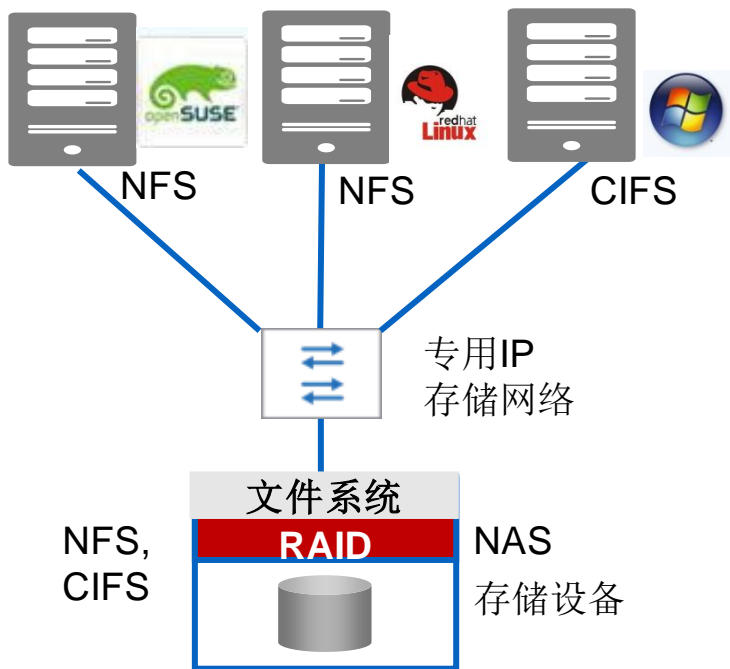 openSUSE
redhat
Linux
NFS
NFS
CIFS
专用IP
存储网络
文件系统
RAID
NFS,
CIFS
NAS
存储设备